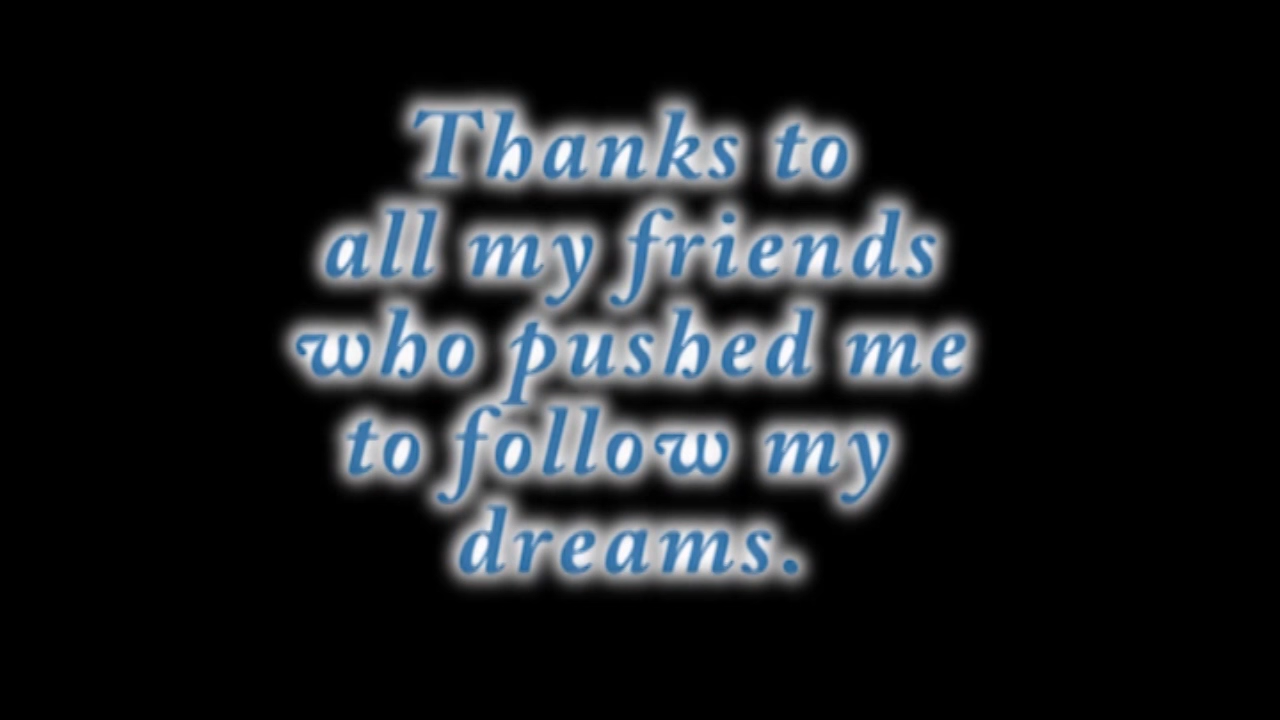 Thanks to
all my friends
who pushed me
to follow my
dreams.